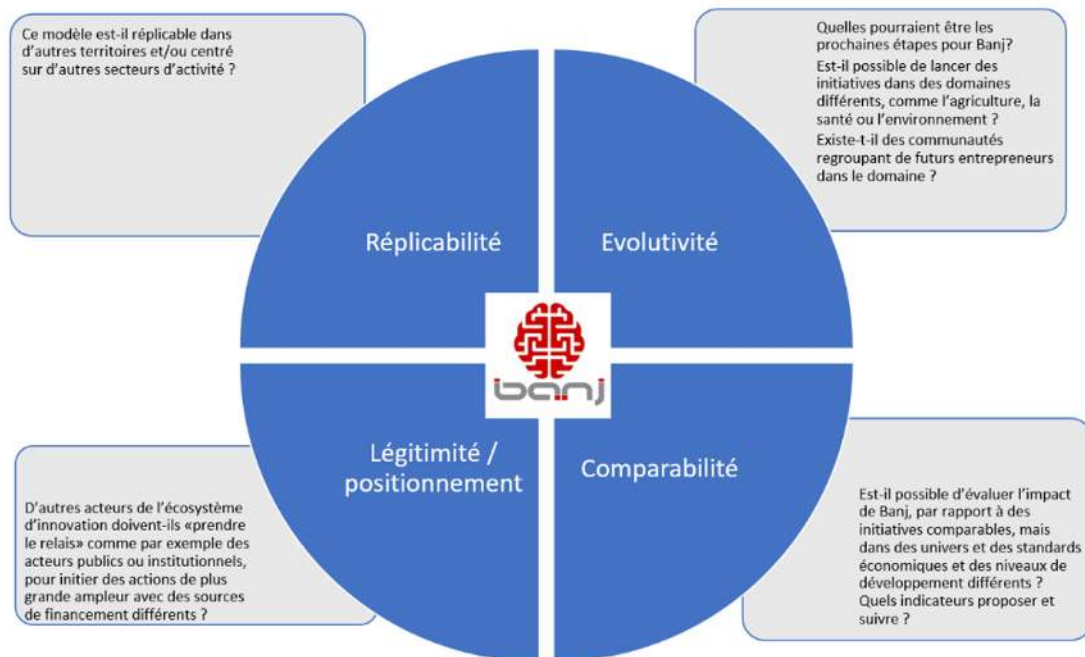 Ce modèle est-il réplicable dans
d'autres territoires et/ou centré
sur d'autres secteurs d'activité ?
Quelles pourraient être les
prochaines étapes pour Banj?
Est-il possible de lancer des
initiatives dans des domaines
différents, comme l'agriculture, la
santé ou l'environnement ?
Existe-t-il des communautés
regroupant de futurs entrepreneurs
dans le domaine ?
Réplicabilité
Evolutivité
banj
Légitimité /
positionnement
Comparabilité
D'autres acteurs de l'écosystème
d'innovation doivent-ils «prendre
le relais» comme par exemple des
acteurs publics ou institutionnels,
pour initier des actions de plus
grande ampleur avec des sources
de financement différents ?
Est-il possible d'évaluer l'impact
de Banj, par rapport à des
initiatives comparables, mais
dans des univers et des standards
économiques et des niveaux de
développement différents ?
Quels indicateurs proposer et
suivre ?